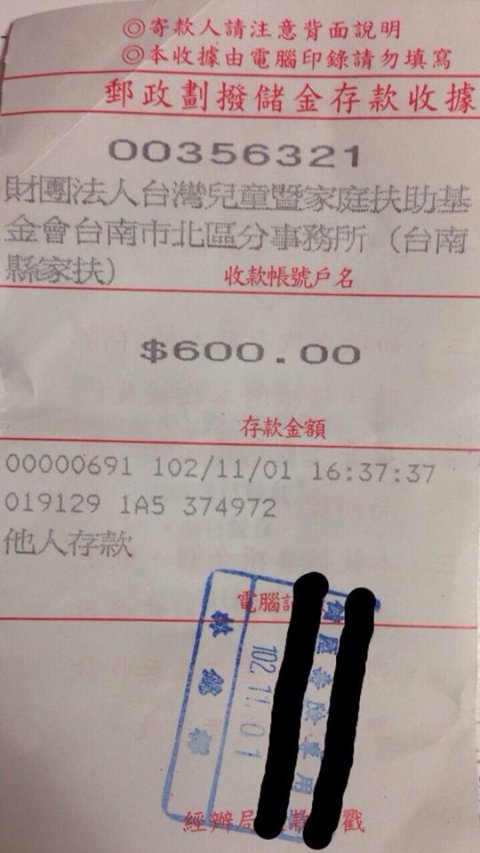 ◎寄款人請注意背面說明
◎本收據由電腦印錄請勿填寫
郵政劃撥儲金存款收據
00356321
財團法人台灣兒童暨家庭扶助基
金會台南市北區分事務所（台南
縣家扶）
收款帳號戶名
$600.00
存款金額
00000691 102/11/01 16:37:37
019129 1A5 374972
他人存款
電腦
102.11.01
經辦局 戳